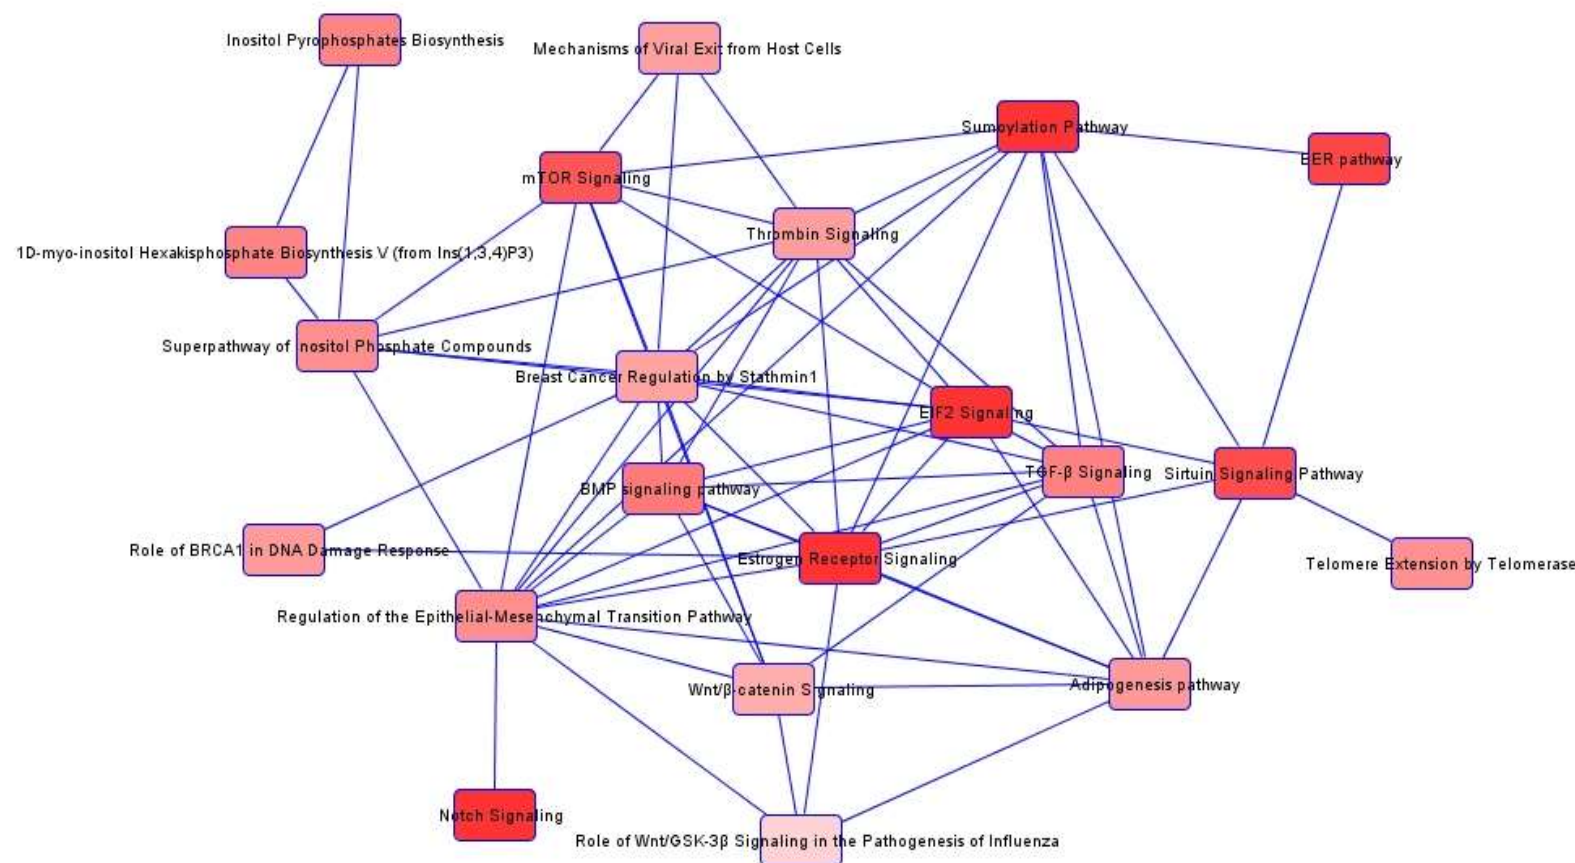 Inositol Pyrophosphates Biosynthesis
Mechanisms of Viral Exit from Host Cells
Sumoylation Pathway
BER pathway
mTOR Signaling
Thrombin Signaling
1D-myo-inositol Hexakisphosphate Biosynthesis V (from Ins(1,3,4)P3)
Superpathway of Inositol Phosphate Compounds
Breast Cancer Regulation by Stathmin1
EIF2 Signaling
TGF-β Signaling
Sirtuin Signaling Pathway
BMP signaling pathway
Role of BRCA1 in DNA Damage Response
Estrogen Receptor Signaling
Telomere Extension by Telomerase
Regulation of the Epithelial-Mesenchymal Transition Pathway
Wnt/β-catenin Signaling
Adipogenesis pathway
Notch Signaling
Role of Wnt/GSK-3β Signaling in the Pathogenesis of Influenza